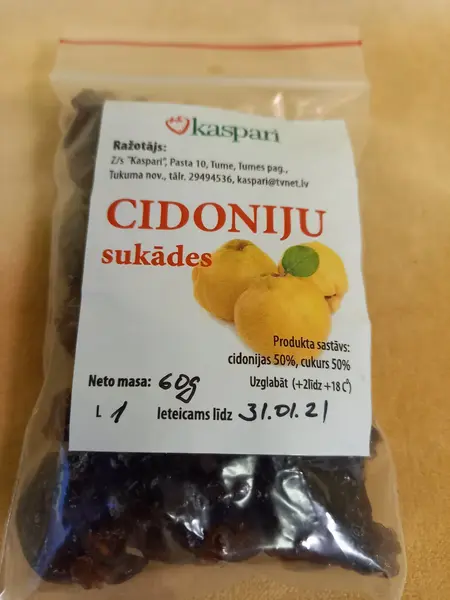 kaspari
Ražotājs:
Z/s "Kaspari", Pasta 10, Tume, Tumes pag.,
Tukuma nov., tālr. 29494536, kaspari@tvnet.lv
CIDONIJU
sukādes
Produkta sastāvs:
cidonijas 50%, cukurs 50%
Neto masa: 60g
Uzglabāt (+2līdz +18 C°)
L 1
Ieteicams līdz 31.01.21